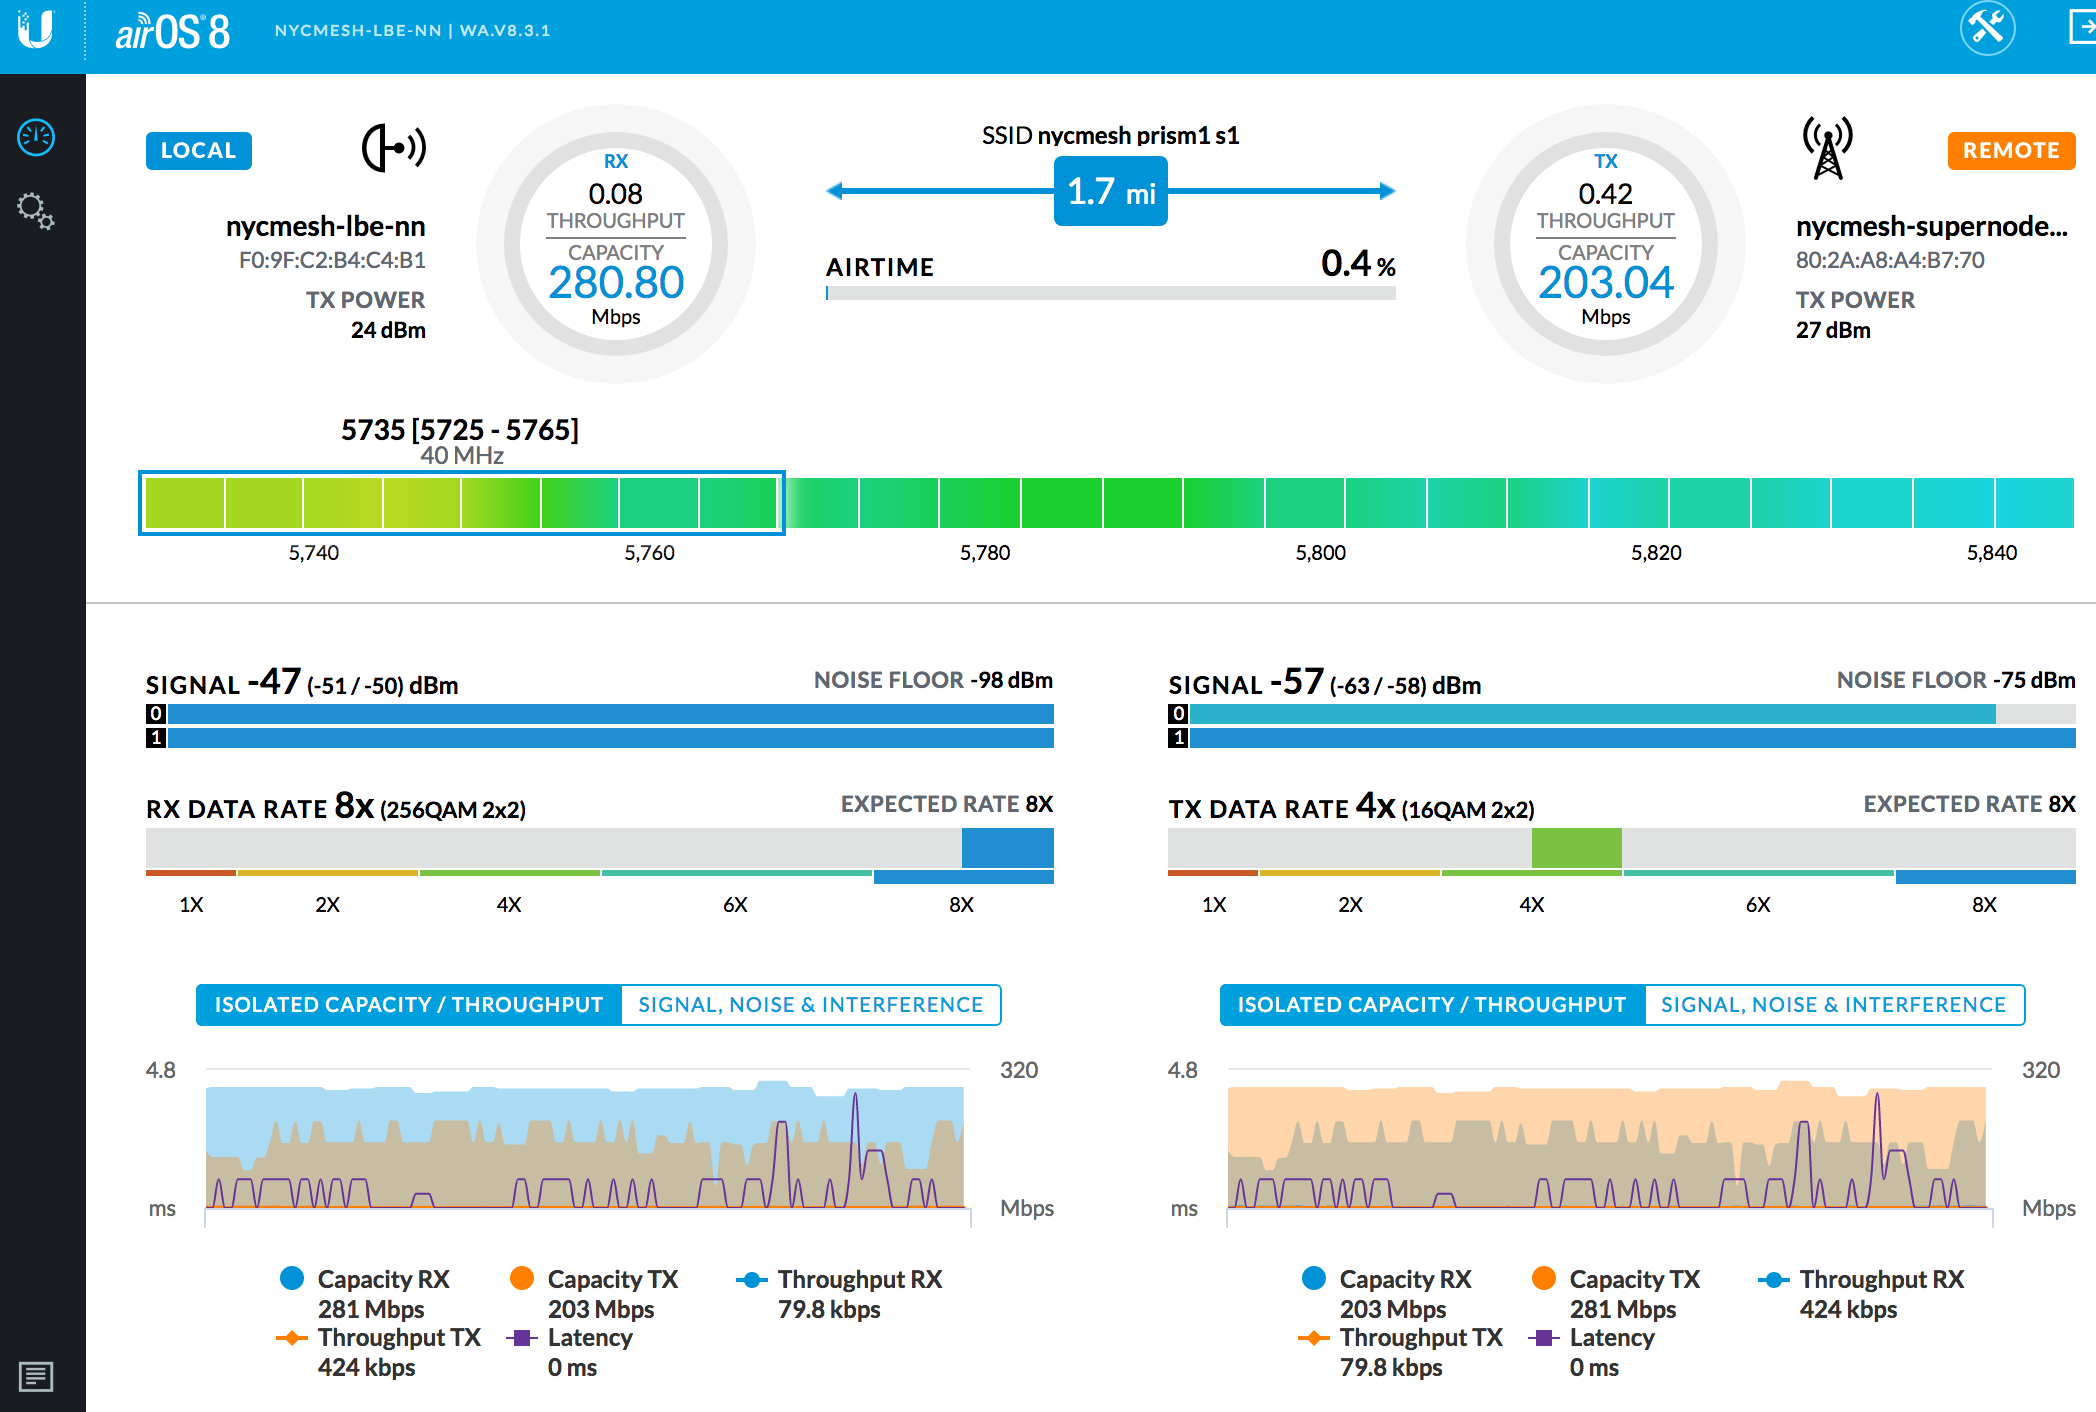 airOS 8
NYCMESH-LBE-NN | WA.V8.3.1
LOCAL
nycmesh-lbe-nn
F0:9F:C2:B4:C4:B1
TX POWER
24 dBm
RX
0.08
THROUGHPUT
CAPACITY
280.80
Mbps
SSID nycmesh prism1 s1
1.7 mi
AIRTIME 0.4 %
TX
0.42
THROUGHPUT
CAPACITY
203.04
Mbps
REMOTE
nycmesh-supernode...
80:2A:A8:A4:B7:70
TX POWER
27 dBm
5735 [5725 - 5765]
40 MHz
5,740 5,760 5,780 5,800 5,820 5,840
SIGNAL -47 (-51 / -50) dBm NOISE FLOOR -98 dBm
0
1
RX DATA RATE 8x (256QAM 2x2) EXPECTED RATE 8X
1X 2X 4X 6X 8X
ISOLATED CAPACITY / THROUGHPUT SIGNAL, NOISE & INTERFERENCE
4.8 320
ms Mbps
Capacity RX Capacity TX Throughput RX
281 Mbps 203 Mbps 79.8 kbps
Throughput TX Latency
424 kbps 0 ms
SIGNAL -57 (-63 / -58) dBm NOISE FLOOR -75 dBm
0
1
TX DATA RATE 4x (16QAM 2x2) EXPECTED RATE 8X
1X 2X 4X 6X 8X
ISOLATED CAPACITY / THROUGHPUT SIGNAL, NOISE & INTERFERENCE
4.8 320
ms Mbps
Capacity RX Capacity TX Throughput RX
203 Mbps 281 Mbps 424 kbps
Throughput TX Latency
79.8 kbps 0 ms